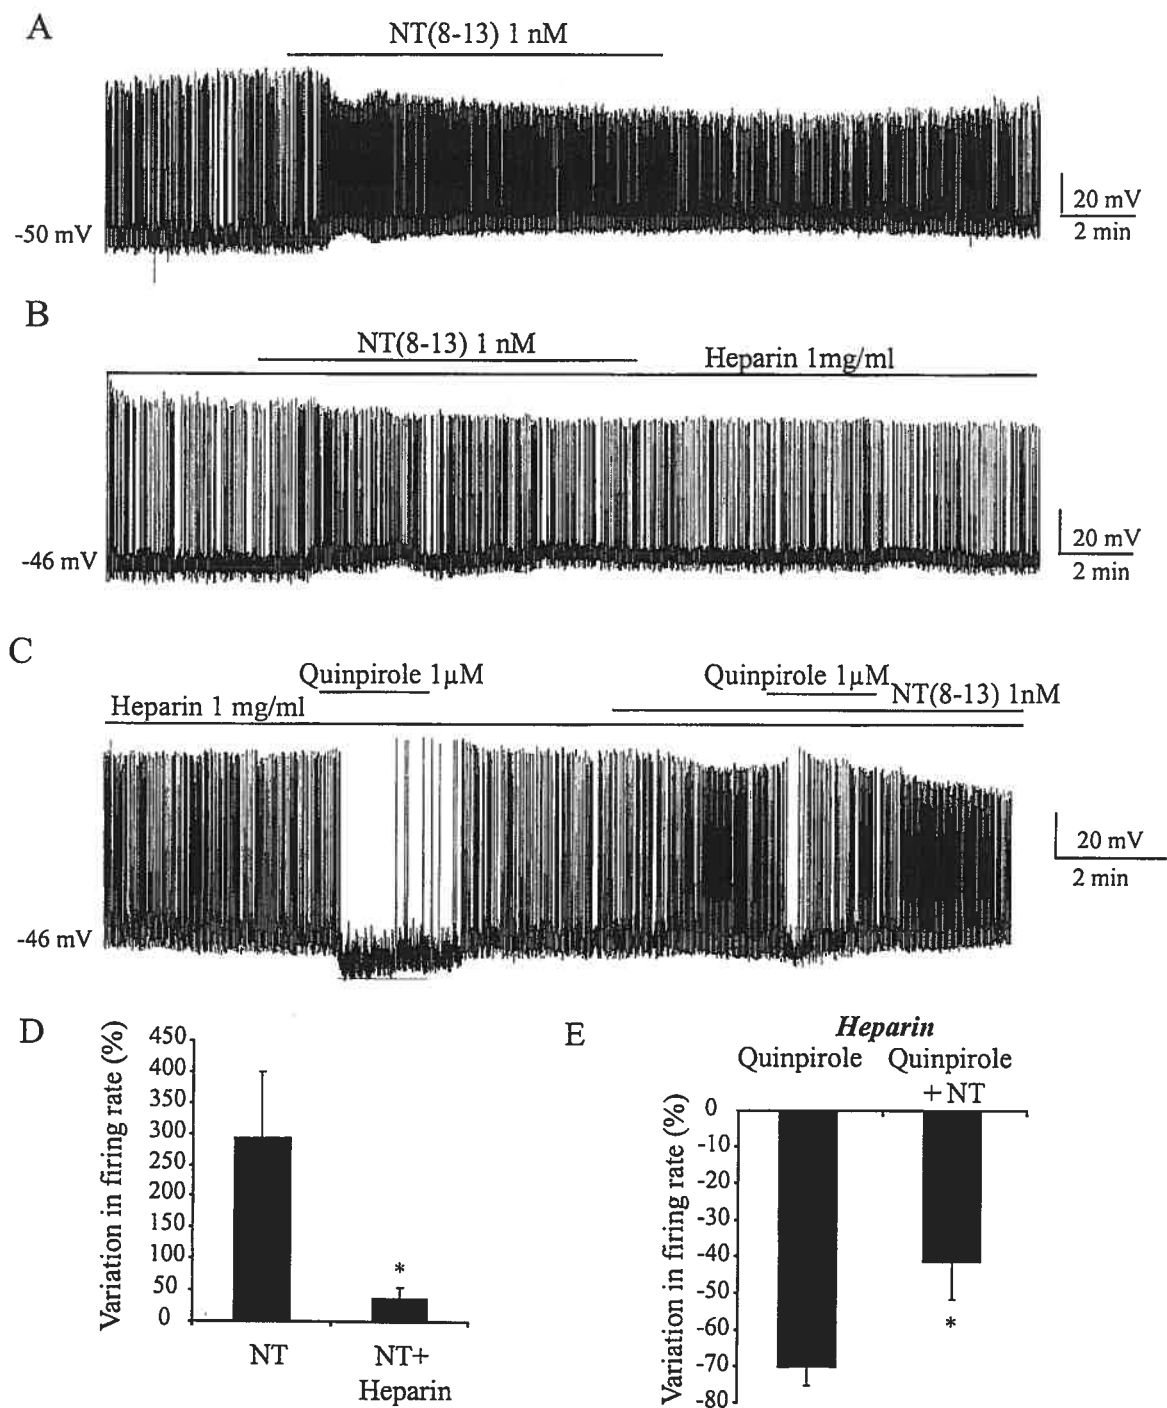 A
NT(8-13) 1 nM
-50 mV
20 mV
2 min
B
NT(8-13) 1 nM
Heparin 1mg/ml
-46 mV
20 mV
2 min
C
Quinpirole 1µM
Quinpirole 1µM
Heparin 1 mg/ml
NT(8-13) 1nM
-46 mV
20 mV
2 min
D
Variation in firing rate (%)
450
400
350
300
250
200
150
100
50
0
*
NT
NT+
Heparin
E
Heparin
Quinpirole
Quinpirole
+ NT
Variation in firing rate (%)
0
-10
-20
-30
-40
-50
-60
-70
-80
*